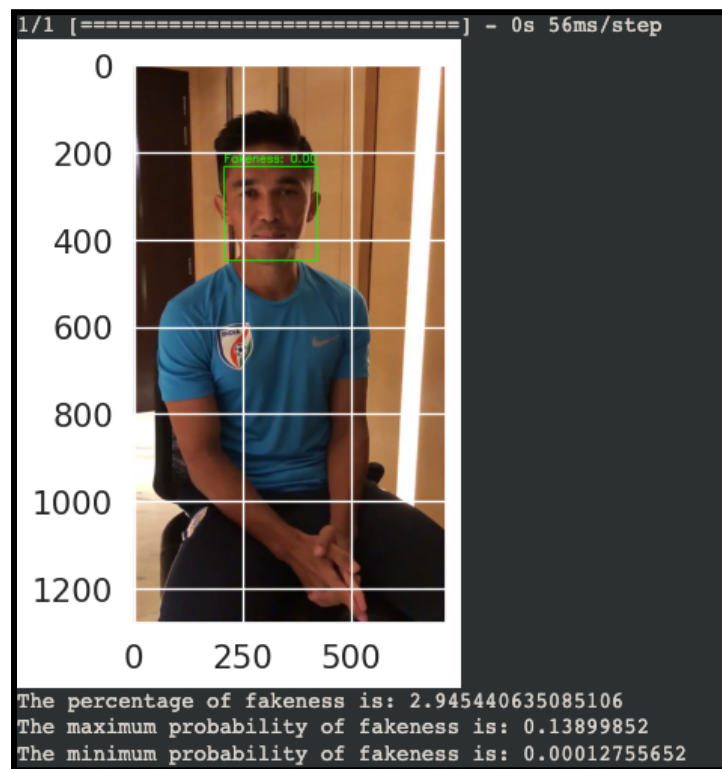 1/1 [==============================] - 0s 56ms/step
0
200
Fakeness: 0.00
400
600
INDIA
800
1000
1200
0 250 500
The percentage of fakeness is: 2.945440635085106
The maximum probability of fakeness is: 0.13899852
The minimum probability of fakeness is: 0.00012755652